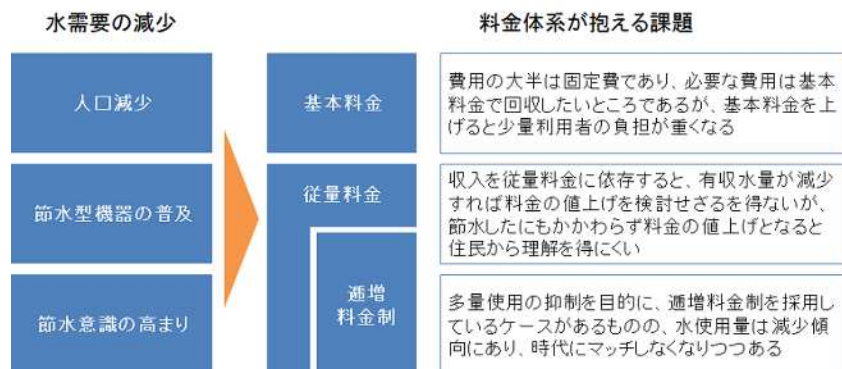 水需要の減少
料金体系が抱える課題
人口減少
基本料金
費用の大半は固定費であり、必要な費用は基本
料金で回収したいところであるが、基本料金を上
げると少量利用者の負担が重くなる
節水型機器の普及
従量料金
収入を従量料金に依存すると、有収水量が減少
すれば料金の値上げを検討せざるを得ないが、
節水したにもかかわらず料金の値上げとなると
住民から理解を得にくい
節水意識の高まり
逓増
料金制
多量使用の抑制を目的に、逓増料金制を採用し
ているケースがあるものの、水使用量は減少傾
向にあり、時代にマッチしなくなりつつある